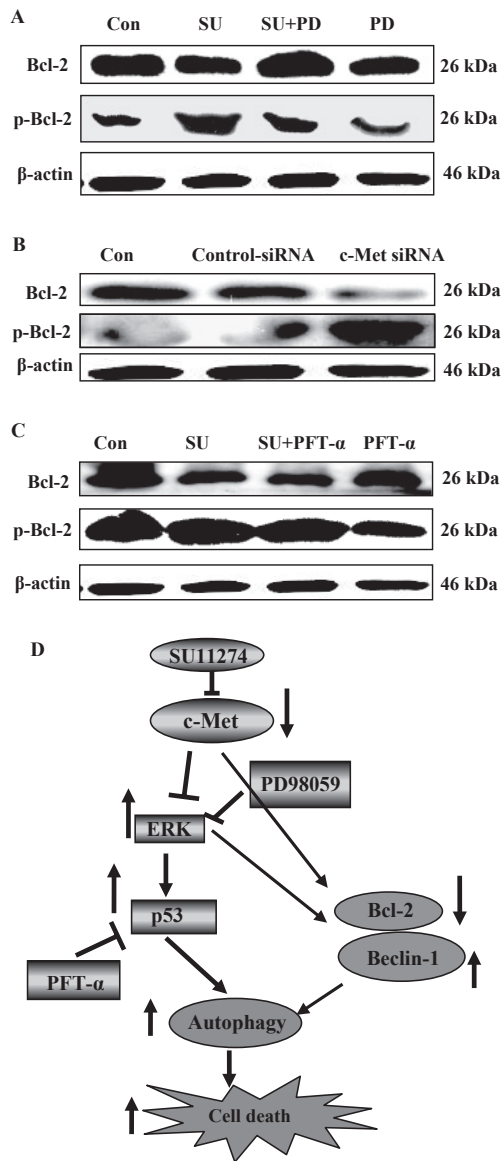 A
Con SU SU+PD PD
Bcl-2 26 kDa
p-Bcl-2 26 kDa
β-actin 46 kDa
B
Con Control-siRNA c-Met siRNA
Bcl-2 26 kDa
p-Bcl-2 26 kDa
β-actin 46 kDa
C
Con SU SU+PFT-α PFT-α
Bcl-2 26 kDa
p-Bcl-2 26 kDa
β-actin 46 kDa
D
SU11274
c-Met
PD98059
ERK
p53
Bcl-2
Beclin-1
PFT-α
Autophagy
Cell death